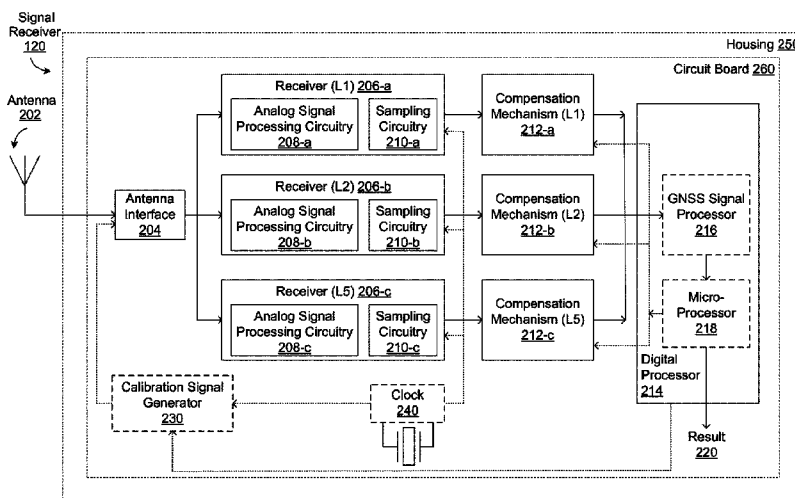 Signal
Receiver
120
Housing 250
Circuit Board 260
Antenna
202
Antenna
Interface
204
Receiver (L1) 206-a
Analog Signal
Processing Circuitry
208-a
Sampling
Circuitry
210-a
Compensation
Mechanism (L1)
212-a
Receiver (L2) 206-b
Analog Signal
Processing Circuitry
208-b
Sampling
Circuitry
210-b
Compensation
Mechanism (L2)
212-b
GNSS Signal
Processor
216
Receiver (L5) 206-c
Analog Signal
Processing Circuitry
208-c
Sampling
Circuitry
210-c
Compensation
Mechanism (L5)
212-c
Micro-
Processor
218
Digital
Processor
214
Calibration Signal
Generator
230
Clock
240
Result
220